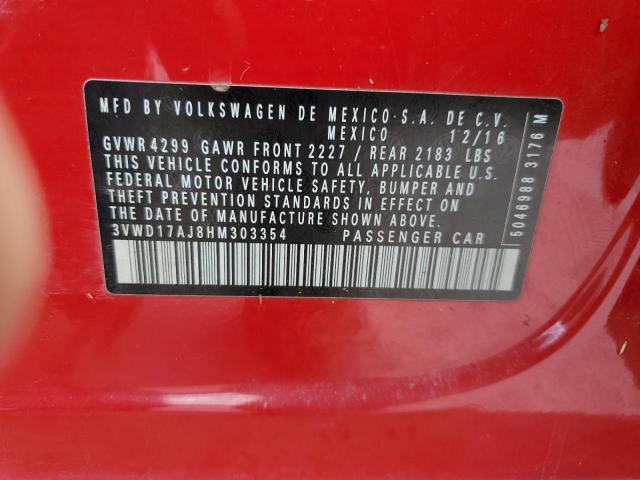 MFD BY VOLKSWAGEN DE MEXICO·S.A. DE C.V.
MEXICO 12/16
GVWR 4299 GAWR FRONT 2227 / REAR 2183 LBS
THIS VEHICLE CONFORMS TO ALL APPLICABLE U.S.
FEDERAL MOTOR VEHICLE SAFETY, BUMPER AND
THEFT PREVENTION STANDARDS IN EFFECT ON
THE DATE OF MANUFACTURE SHOWN ABOVE
3VWD17AJ8HM303354 PASSENGER CAR
5046988 3176 M